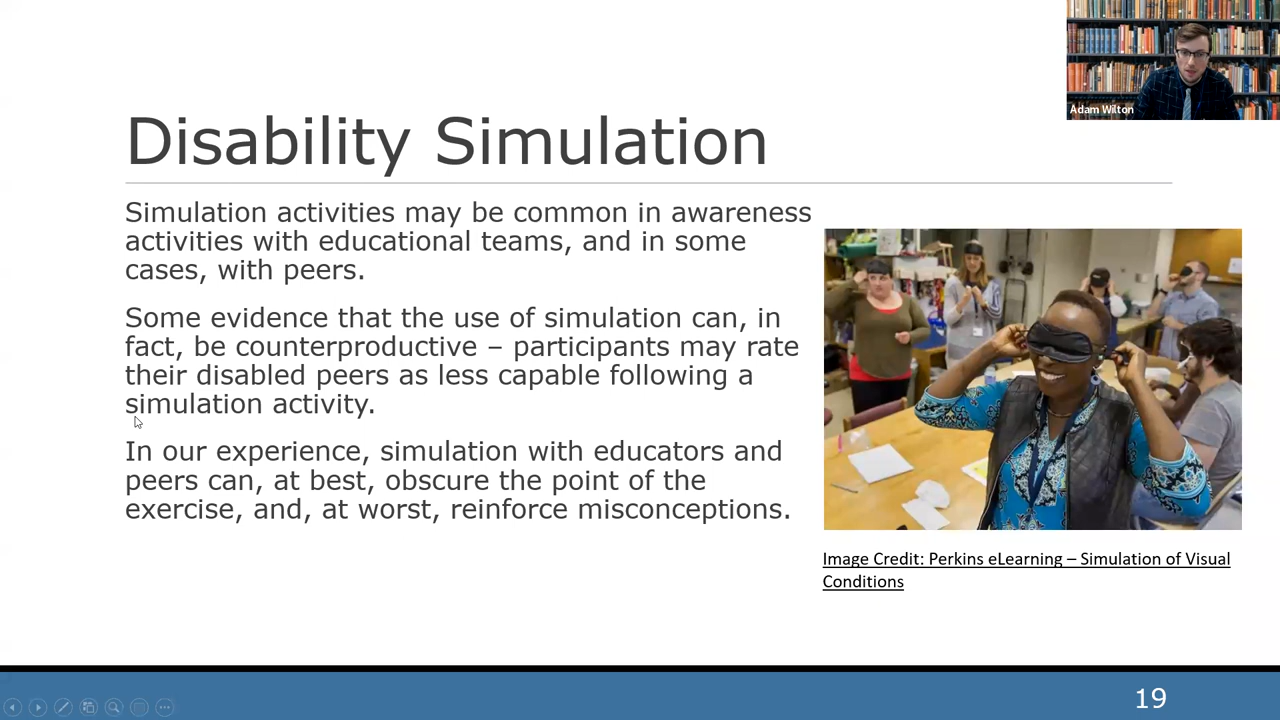 Adam Wilton
Disability Simulation
Simulation activities may be common in awareness
activities with educational teams, and in some
cases, with peers.
Some evidence that the use of simulation can, in
fact, be counterproductive – participants may rate
their disabled peers as less capable following a
simulation activity.
In our experience, simulation with educators and
peers can, at best, obscure the point of the
exercise, and, at worst, reinforce misconceptions.
Image Credit: Perkins eLearning – Simulation of Visual
Conditions
19